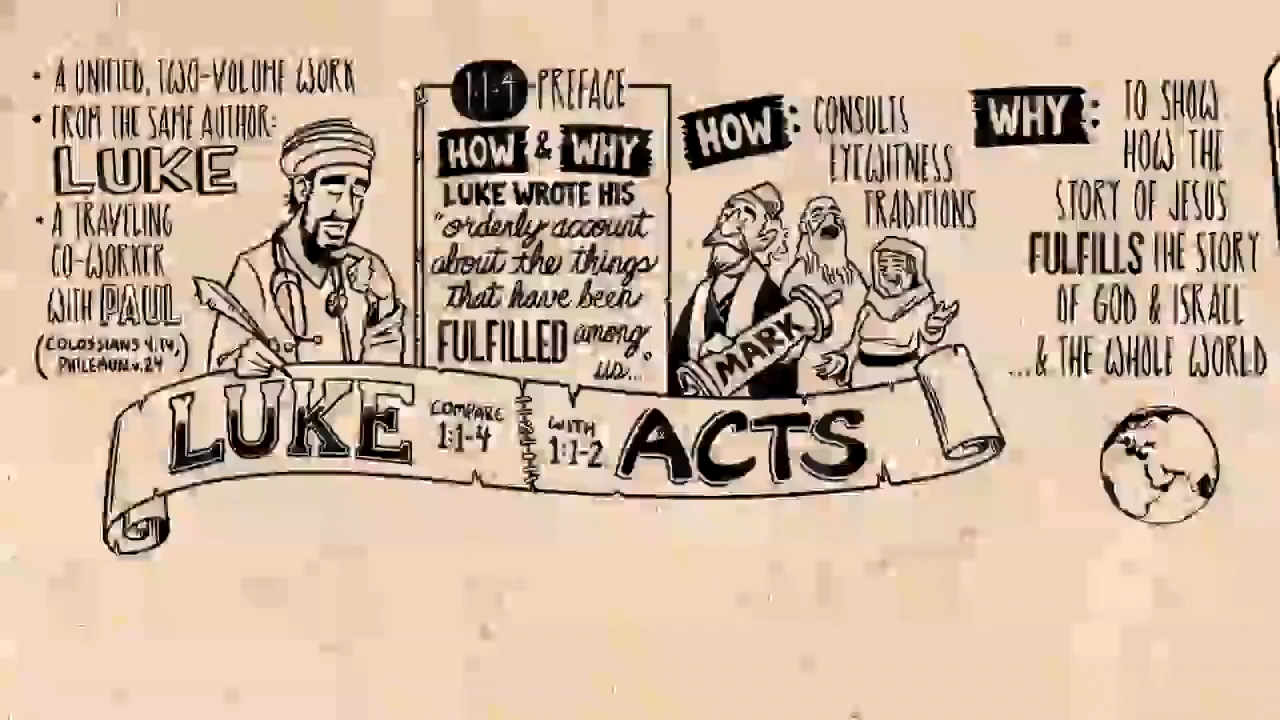 • A UNIFIED, TWO-VOLUME WORK
• FROM THE SAME AUTHOR:
LUKE
• A TRAVELING
CO-WORKER
WITH PAUL
(COLOSSIANS 4.14,
PHILEMON v.24)
1:1-4 PREFACE
HOW & WHY
LUKE WROTE HIS
"orderly account
about the things
that have been
FULFILLED among
us...
HOW: CONSULTS
EYEWITNESS
TRADITIONS
MARK
WHY: TO SHOW
HOW THE
STORY OF JESUS
FULFILLS THE STORY
OF GOD & ISRAEL
...& THE WHOLE WORLD
LUKE COMPARE
1:1-4
WITH
1:1-2 ACTS